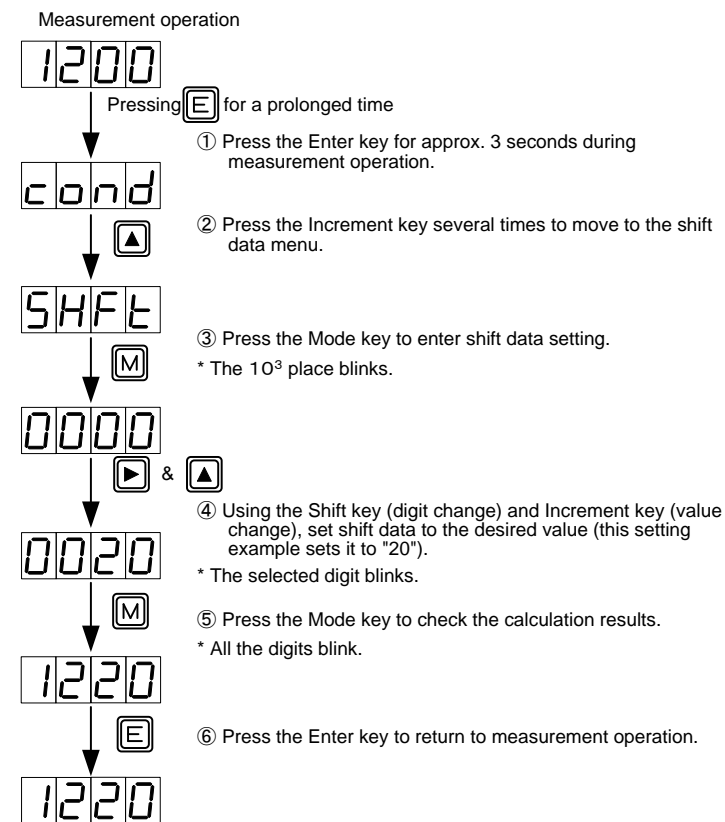 Measurement operation
1200
Pressing E for a prolonged time
① Press the Enter key for approx. 3 seconds during
measurement operation.
cond
② Press the Increment key several times to move to the shift
▲
data menu.
SHFt
③ Press the Mode key to enter shift data setting.
M
* The 10³ place blinks.
0000
▶ & ▲
④ Using the Shift key (digit change) and Increment key (value
change), set shift data to the desired value (this setting
example sets it to "20").
0020
* The selected digit blinks.
M
⑤ Press the Mode key to check the calculation results.
* All the digits blink.
1220
E
⑥ Press the Enter key to return to measurement operation.
1220